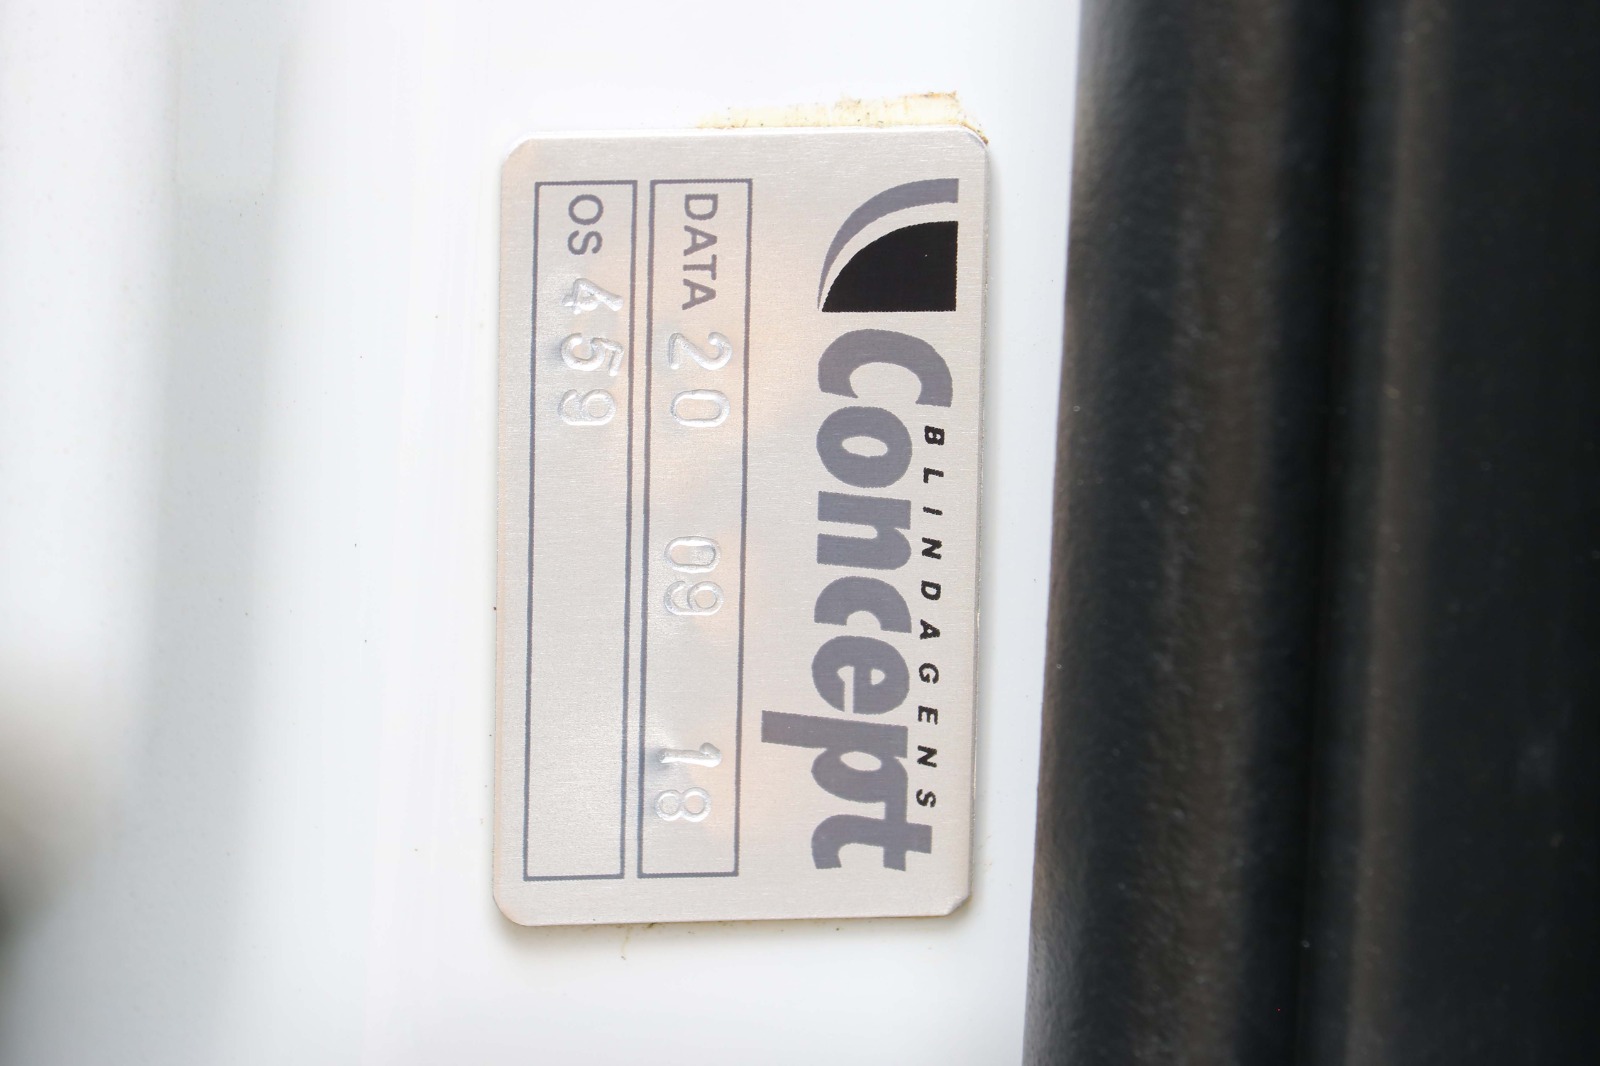 BLINDAGENS
Concept
DATA 20 09 18
OS 459